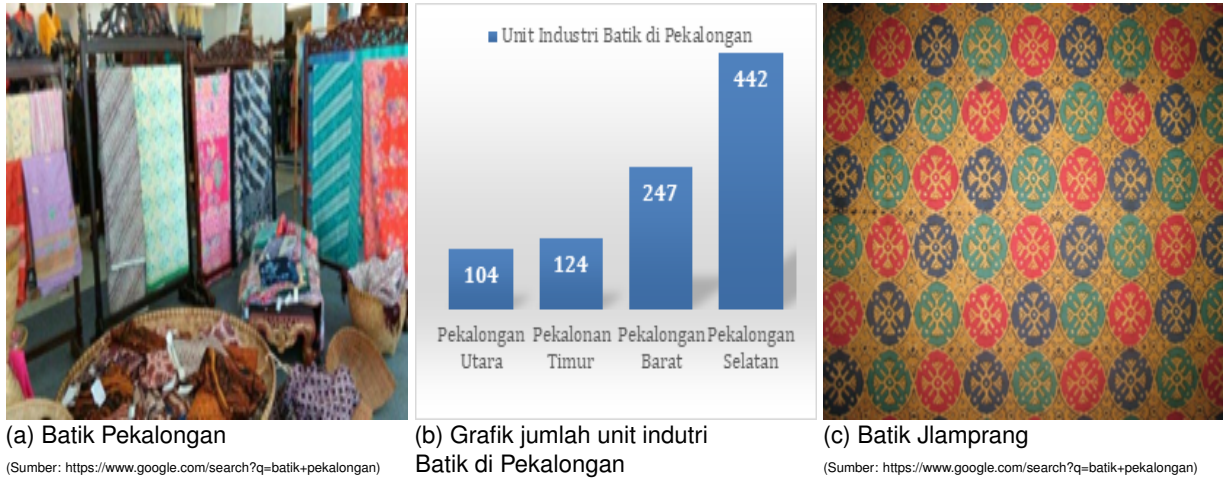 Unit Industri Batik di Pekalongan
442
247
124
104
Pekalongan Pekalonan Pekalongan Pekalongan
Utara Timur Barat Selatan
(a) Batik Pekalongan
(Sumber: https://www.google.com/search?q=batik+pekalongan)
(b) Grafik jumlah unit indutri
Batik di Pekalongan
(c) Batik Jlamprang
(Sumber: https://www.google.com/search?q=batik+pekalongan)